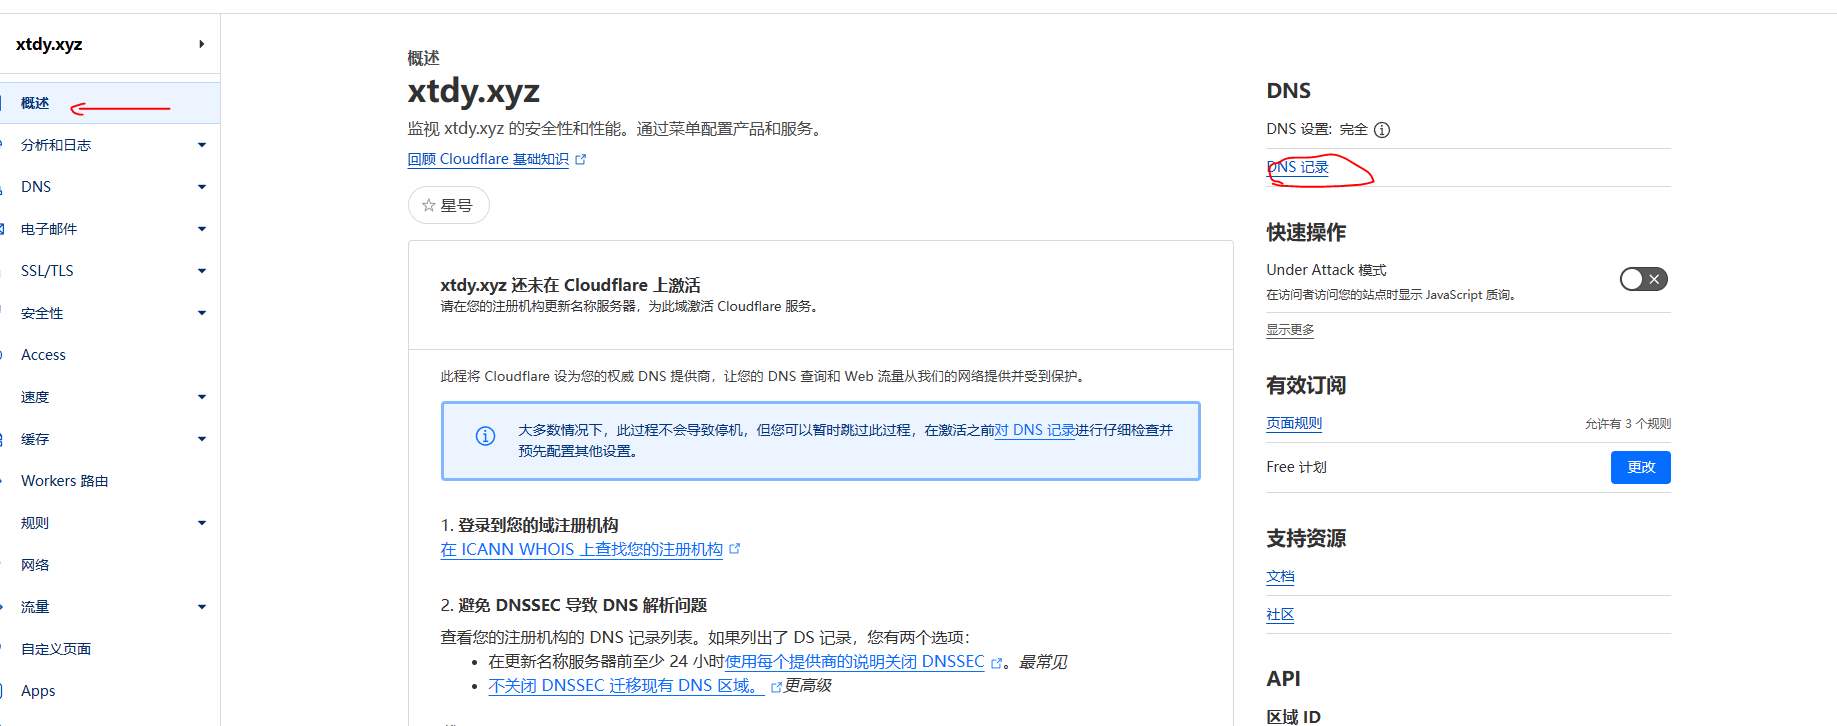 xtdy.xyz
概述
分析和日志
DNS
电子邮件
SSL/TLS
安全性
Access
速度
缓存
Workers 路由
规则
网络
流量
自定义页面
Apps
概述
xtdy.xyz
监视 xtdy.xyz 的安全性和性能。通过菜单配置产品和服务。
回顾 Cloudflare 基础知识
星号
xtdy.xyz 还未在 Cloudflare 上激活
请在您的注册机构更新名称服务器，为此域激活 Cloudflare 服务。
此程将 Cloudflare 设为您的权威 DNS 提供商，让您的 DNS 查询和 Web 流量从我们的网络提供并受到保护。
大多数情况下，此过程不会导致停机，但您可以暂时跳过此过程，在激活之前对 DNS 记录进行仔细检查并
预先配置其他设置。
1. 登录到您的域注册机构
在 ICANN WHOIS 上查找您的注册机构
2. 避免 DNSSEC 导致 DNS 解析问题
查看您的注册机构的 DNS 记录列表。如果列出了 DS 记录，您有两个选项：
• 在更新名称服务器前至少 24 小时使用每个提供商的说明关闭 DNSSEC 。最常见
• 不关闭 DNSSEC 迁移现有 DNS 区域。 更高级
DNS
DNS 设置: 完全
DNS 记录
快速操作
Under Attack 模式
在访问者访问您的站点时显示 JavaScript 质询。
显示更多
有效订阅
页面规则
允许有 3 个规则
Free 计划
更改
支持资源
文档
社区
API
区域 ID